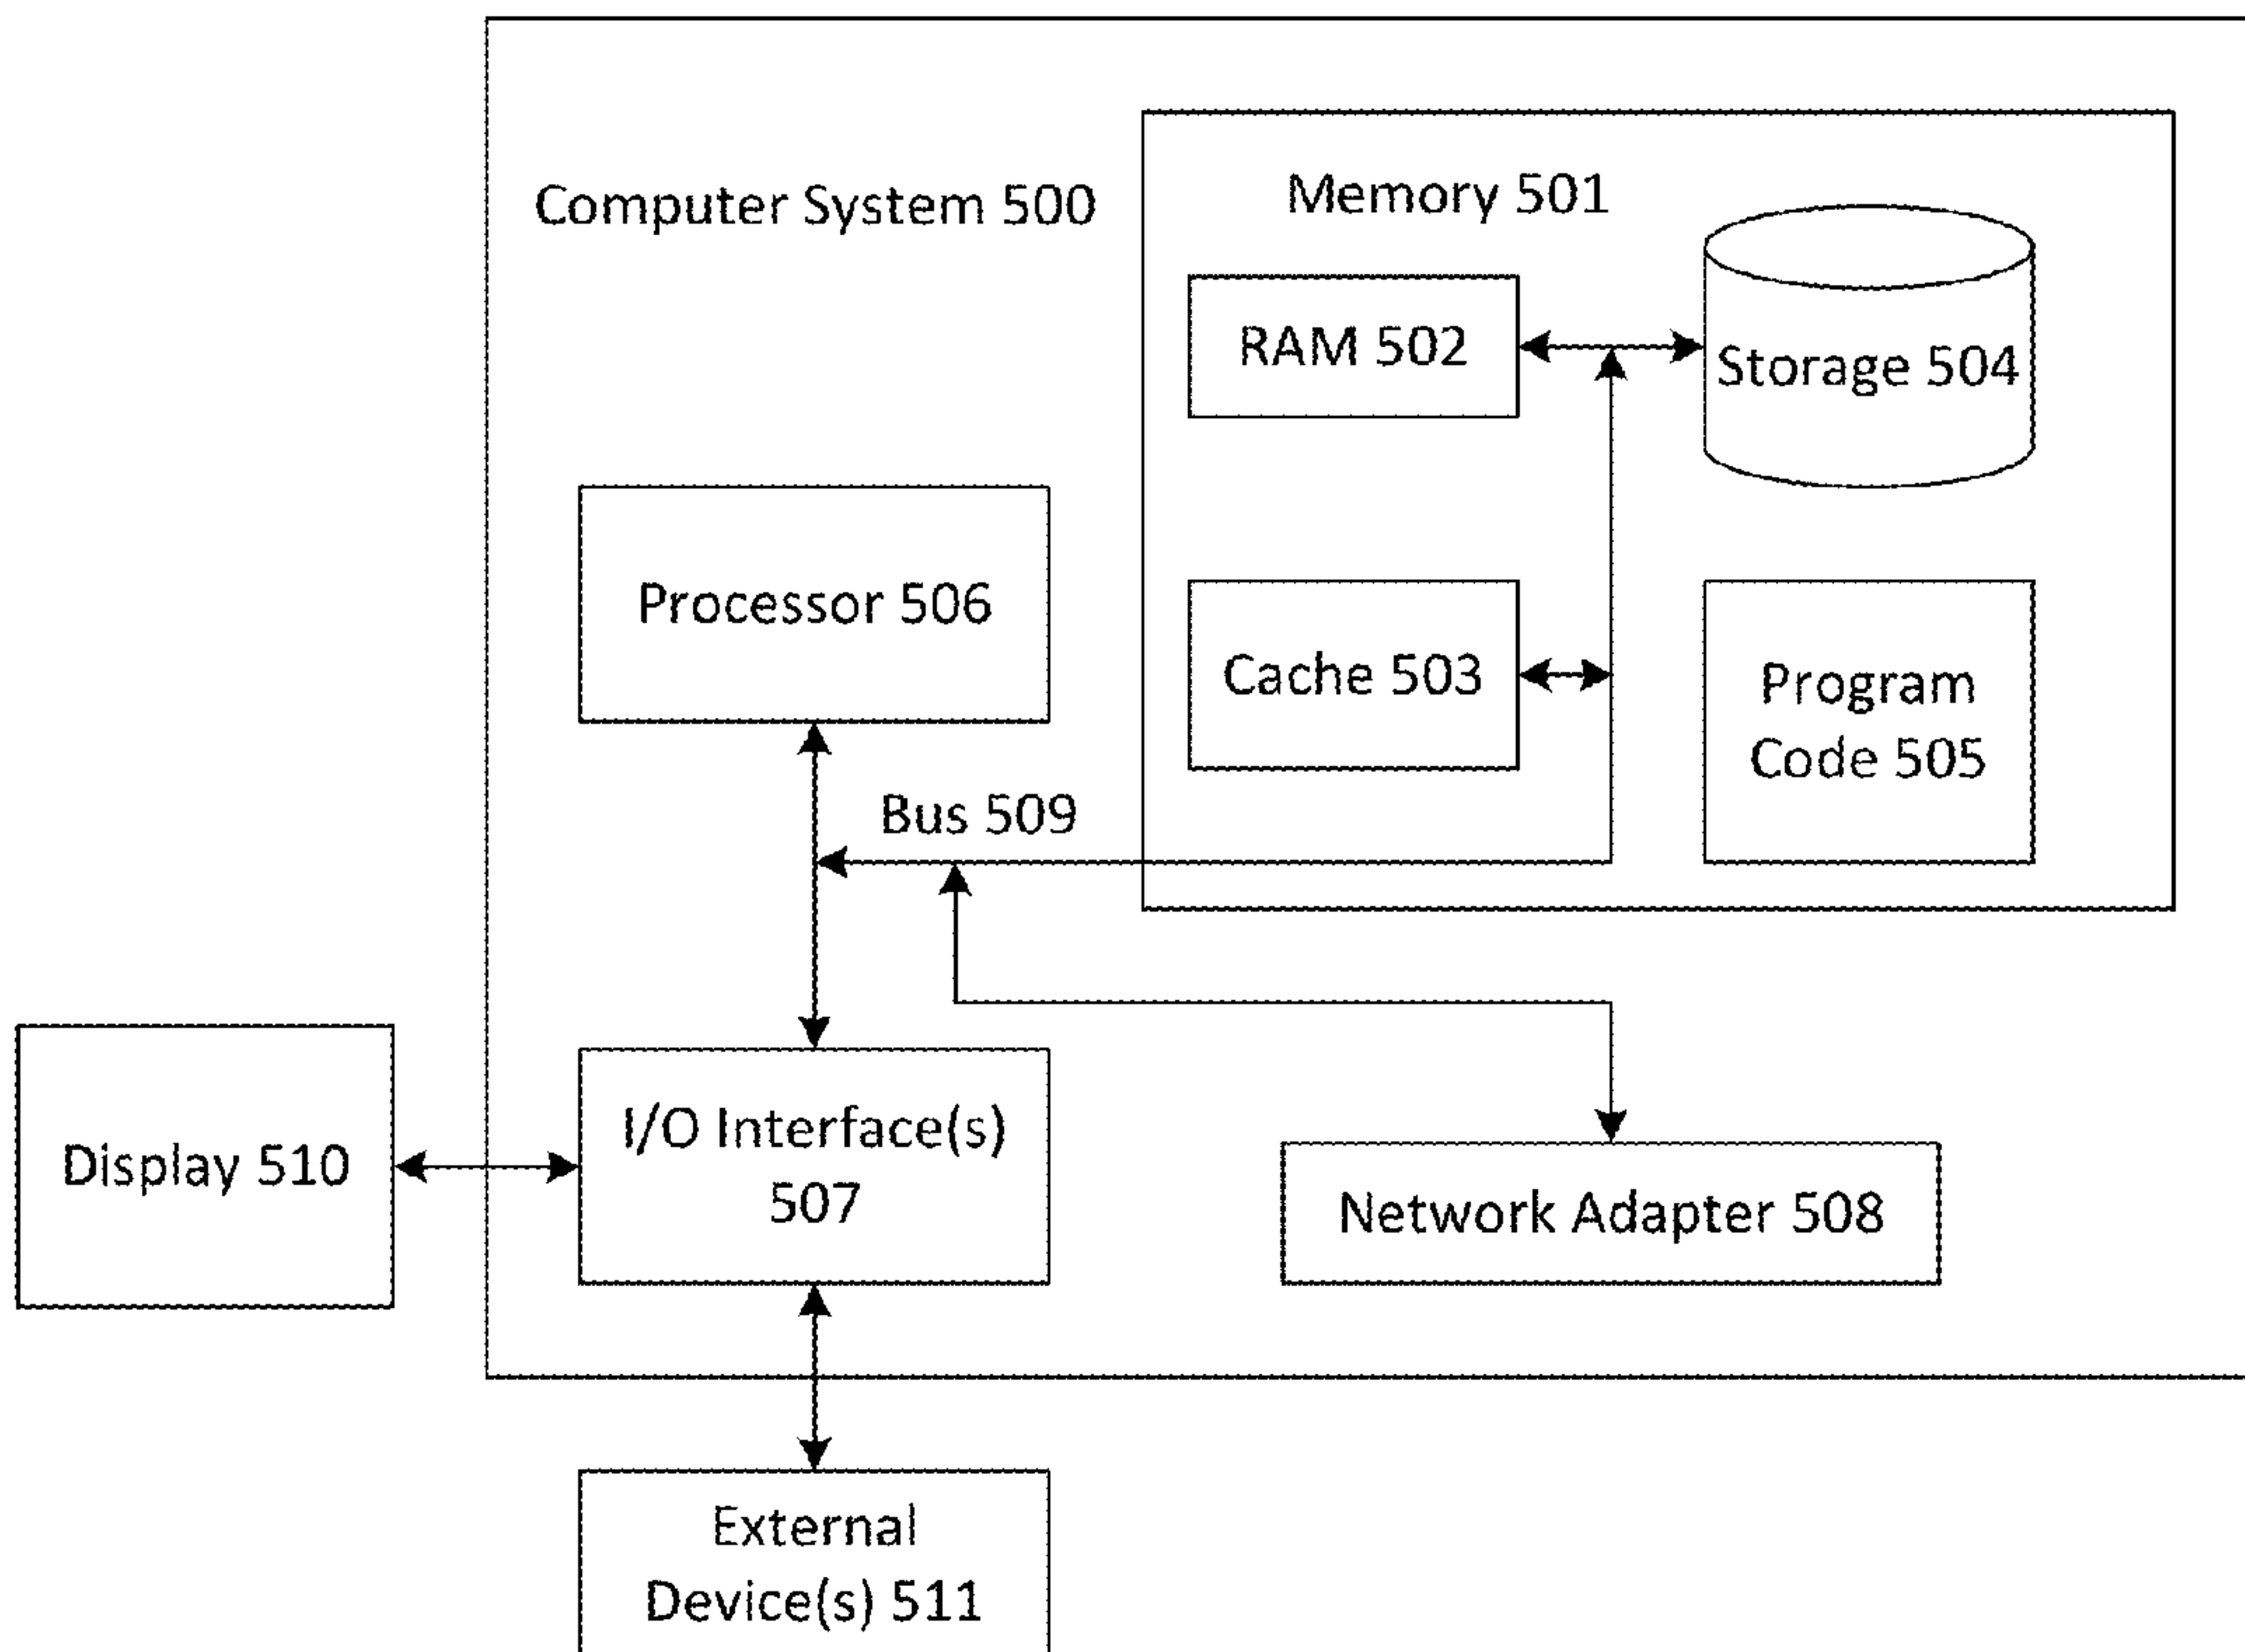 Computer System 500
Memory 501
RAM 502
Storage 504
Processor 506
Cache 503
Program
Code 505
Bus 509
Display 510
I/O Interface(s)
507
Network Adapter 508
External
Device(s) 511